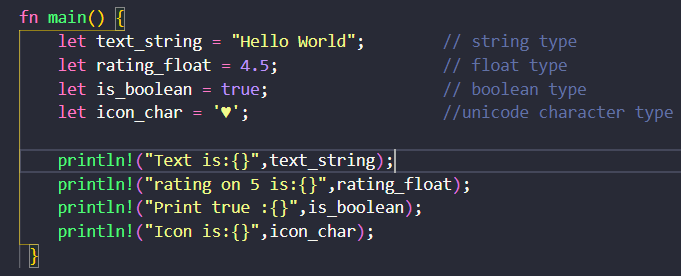 fn main() {
    let text_string = "Hello World";        // string type
    let rating_float = 4.5;                 // float type
    let is_boolean = true;                  // boolean type
    let icon_char = '♥';                    //unicode character type

    println!("Text is:{}",text_string);
    println!("rating on 5 is:{}",rating_float);
    println!("Print true :{}",is_boolean);
    println!("Icon is:{}",icon_char);
}